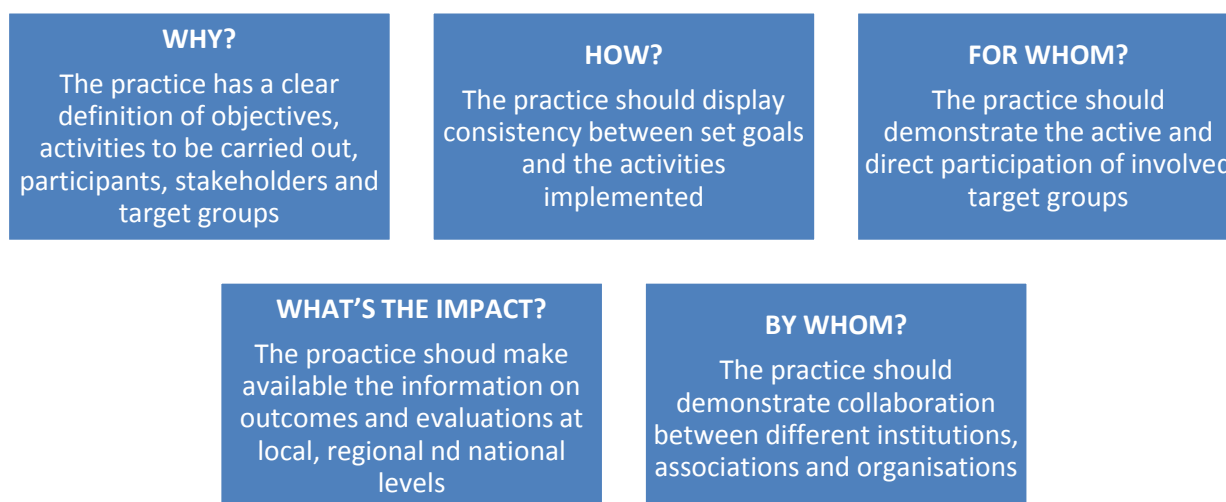 WHY?
The practice has a clear
definition of objectives,
activities to be carried out,
participants, stakeholders and
target groups
HOW?
The practice should display
consistency between set goals
and the activities
implemented
FOR WHOM?
The practice should
demonstrate the active and
direct participation of involved
target groups
WHAT’S THE IMPACT?
The proactice shoud make
available the information on
outcomes and evaluations at
local, regional nd national
levels
BY WHOM?
The practice should
demonstrate collaboration
between different institutions,
associations and organisations